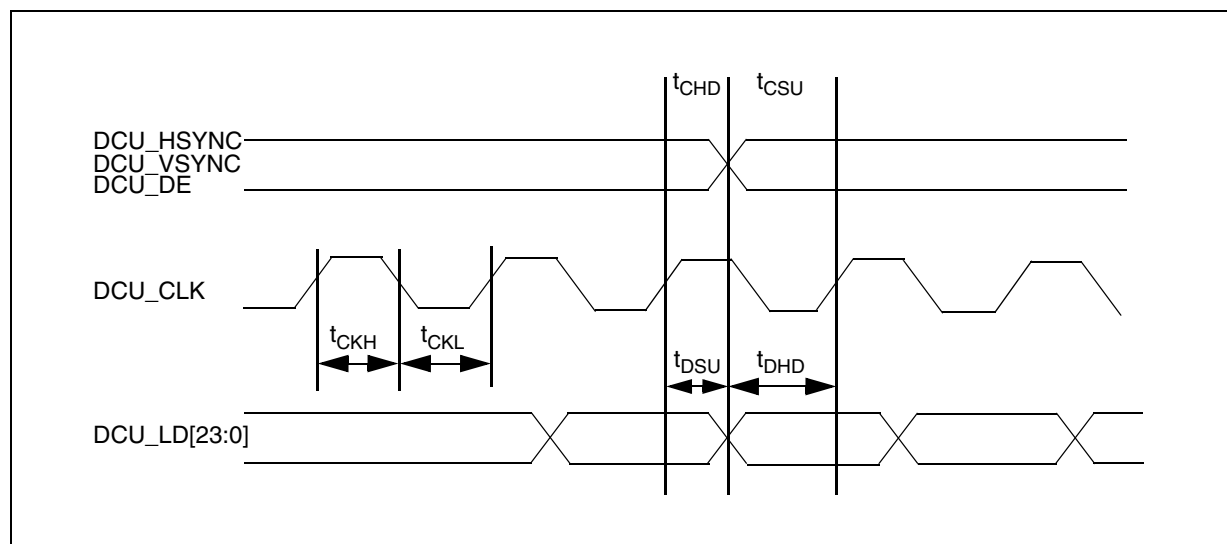 tCHD tCSU
DCU_HSYNC
DCU_VSYNC
DCU_DE
DCU_CLK
tCKH tCKL
tDSU tDHD
DCU_LD[23:0]